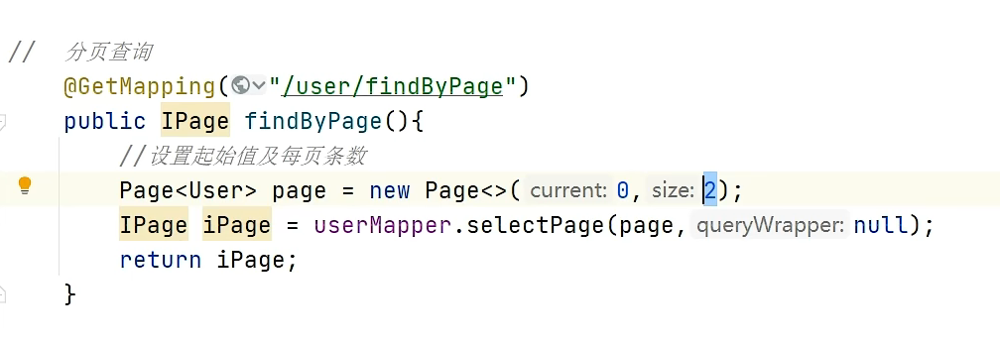 // 分页查询
@GetMapping("/user/findByPage")
public IPage findByPage(){
//设置起始值及每页条数
Page<User> page = new Page<>( current: 0, size: 2);
IPage iPage = userMapper.selectPage(page, queryWrapper: null);
return iPage;
}